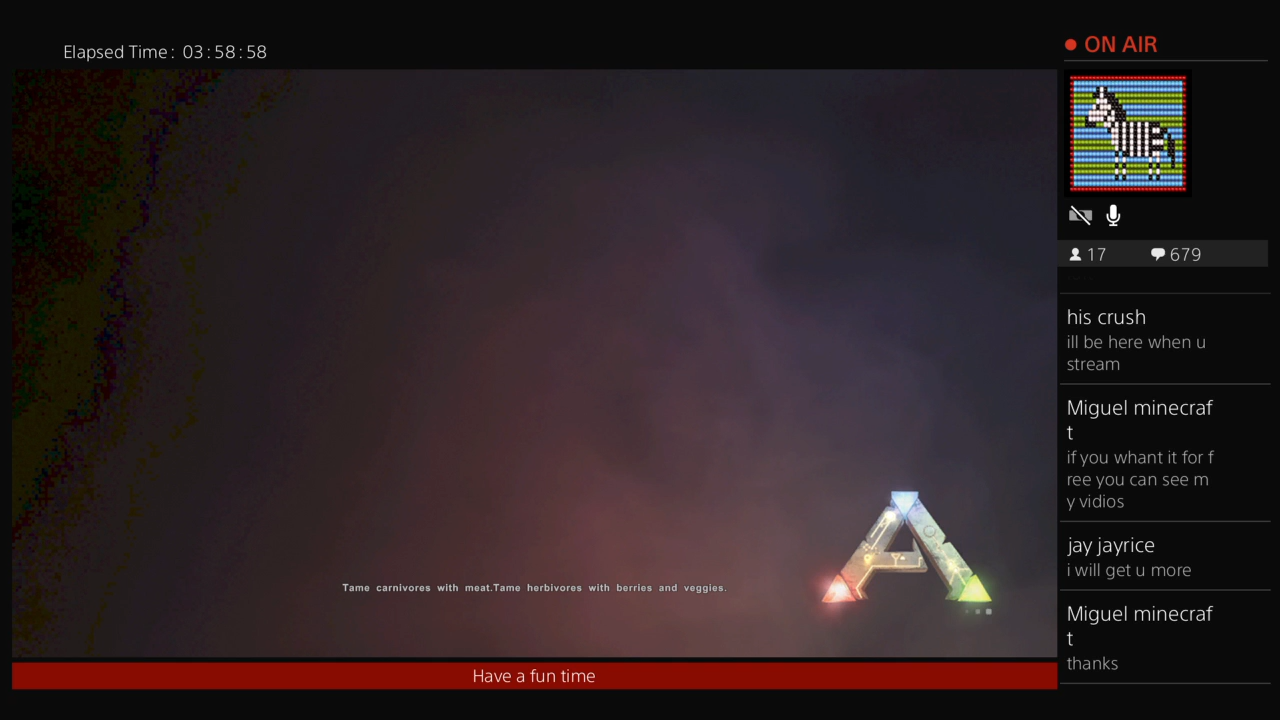 Elapsed Time: 03:58:58
ON AIR
17 679
his crush
ill be here when u
stream
Miguel minecraf
t
if you whant it for f
ree you can see m
y vidios
jay jayrice
i will get u more
Miguel minecraf
t
thanks
Tame carnivores with meat.Tame herbivores with berries and veggies.
Have a fun time